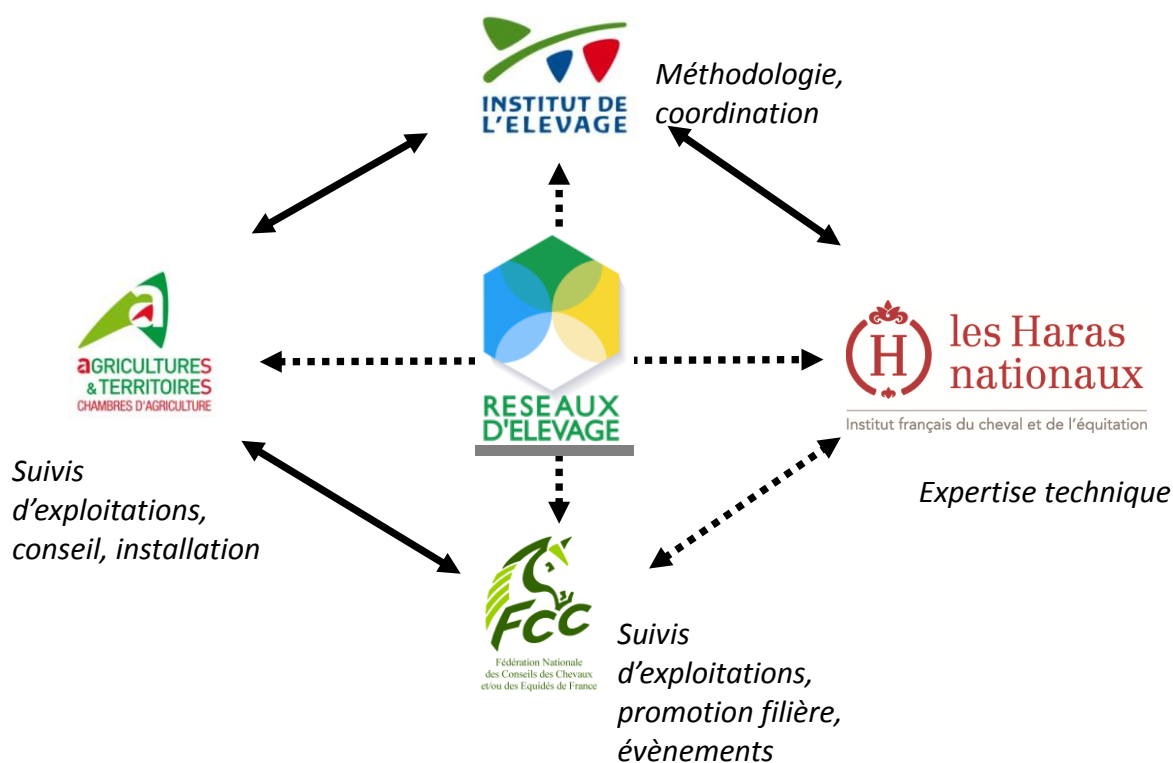 INSTITUT DE
L'ELEVAGE
Méthodologie,
coordination
a
aGRICULTURES
& TERRITOIRES
CHAMBRES D'AGRICULTURE
RESEAUX
D'ELEVAGE
H
les Haras
nationaux
Institut français du cheval et de l'équitation
Suivis
d'exploitations,
conseil, installation
Expertise technique
FCC
Fédération Nationale
des Conseils des Chevaux
et/ou des Equidés de France
Suivis
d'exploitations,
promotion filière,
évènements